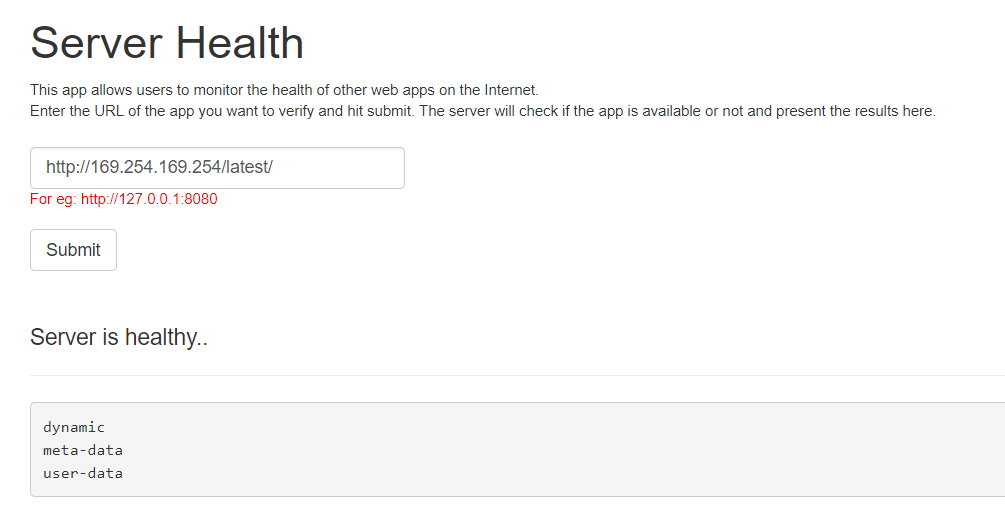 Server Health
This app allows users to monitor the health of other web apps on the Internet.
Enter the URL of the app you want to verify and hit submit. The server will check if the app is available or not and present the results here.
http://169.254.169.254/latest/
For eg: http://127.0.0.1:8080
Submit
Server is healthy..
dynamic
meta-data
user-data